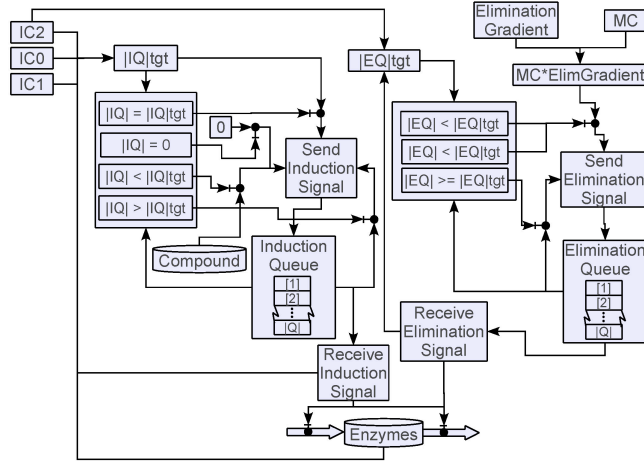 IC2
IC0
IC1
|IQ|tgt
|IQ| = |IQ|tgt
|IQ| = 0
|IQ| < |IQ|tgt
|IQ| > |IQ|tgt
0
Compound
Send
Induction
Signal
Induction
Queue
[1]
[2]
|Q|
Receive
Induction
Signal
Enzymes
|EQ|tgt
|EQ| < |EQ|tgt
|EQ| < |EQ|tgt
|EQ| >= |EQ|tgt
Receive
Elimination
Signal
Elimination
Gradient
MC
MC*ElimGradient
Send
Elimination
Signal
Elimination
Queue
[1]
[2]
|Q|